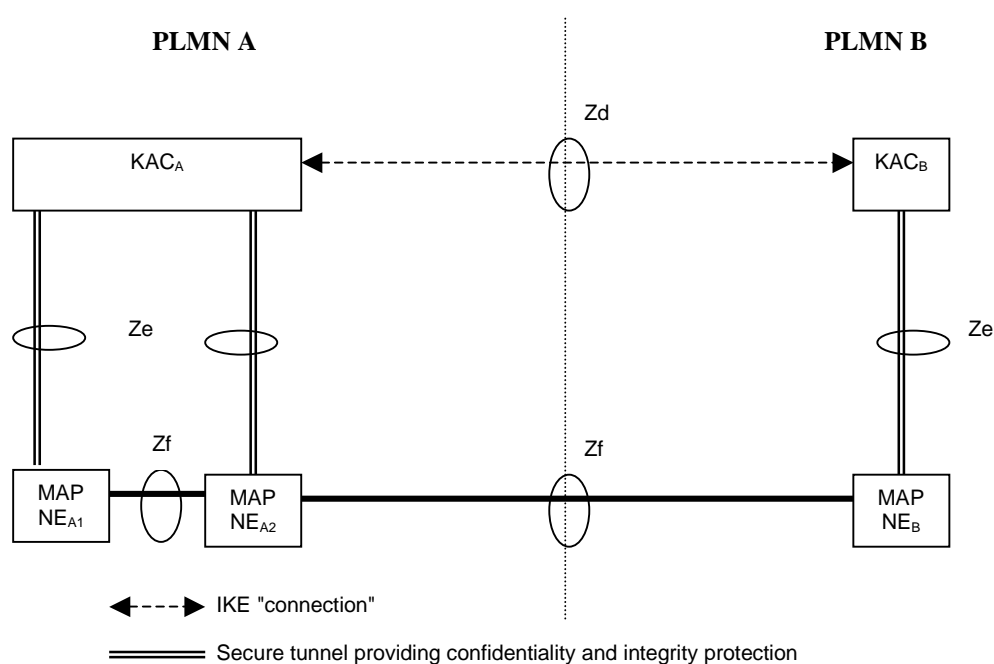 PLMN A
PLMN B
Zd
KACA
KACB
Ze
Ze
Zf
Zf
MAP
NEA1
MAP
NEA2
MAP
NEB
IKE "connection"
Secure tunnel providing confidentiality and integrity protection